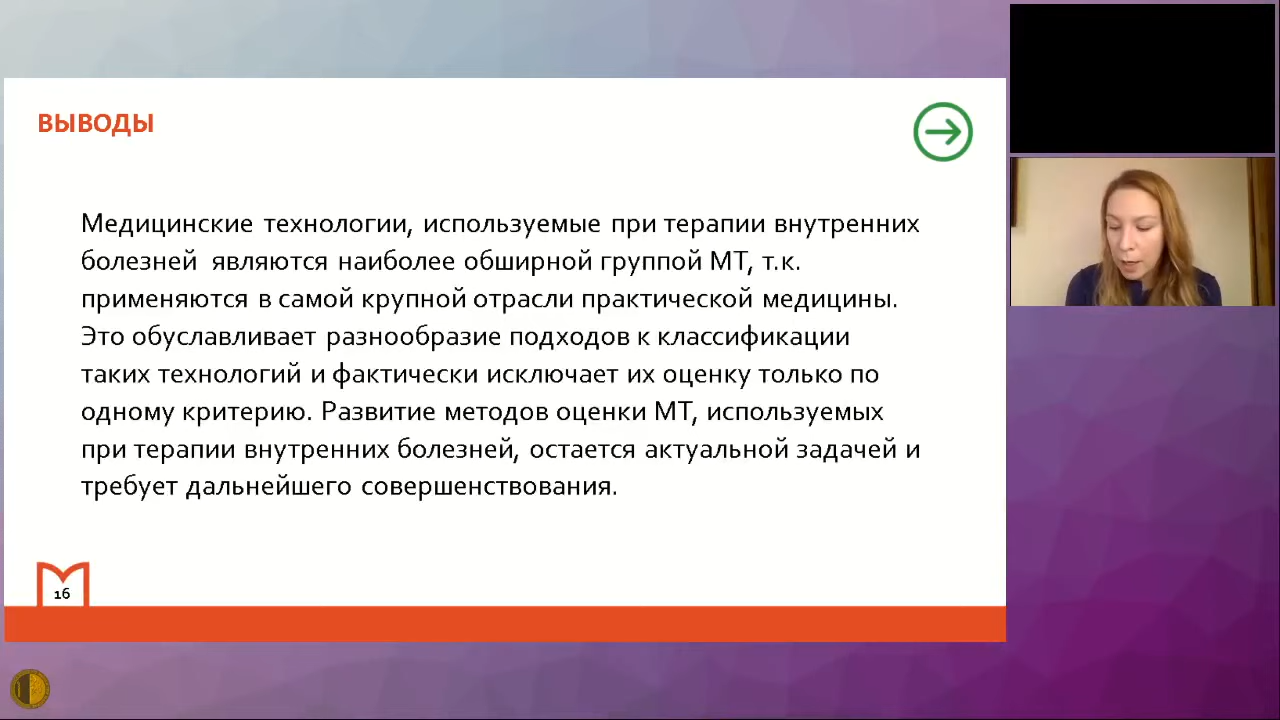 ВЫВОДЫ
Медицинские технологии, используемые при терапии внутренних
болезней являются наиболее обширной группой МТ, т.к.
применяются в самой крупной отрасли практической медицины.
Это обуславливает разнообразие подходов к классификации
таких технологий и фактически исключает их оценку только по
одному критерию. Развитие методов оценки МТ, используемых
при терапии внутренних болезней, остается актуальной задачей и
требует дальнейшего совершенствования.
16